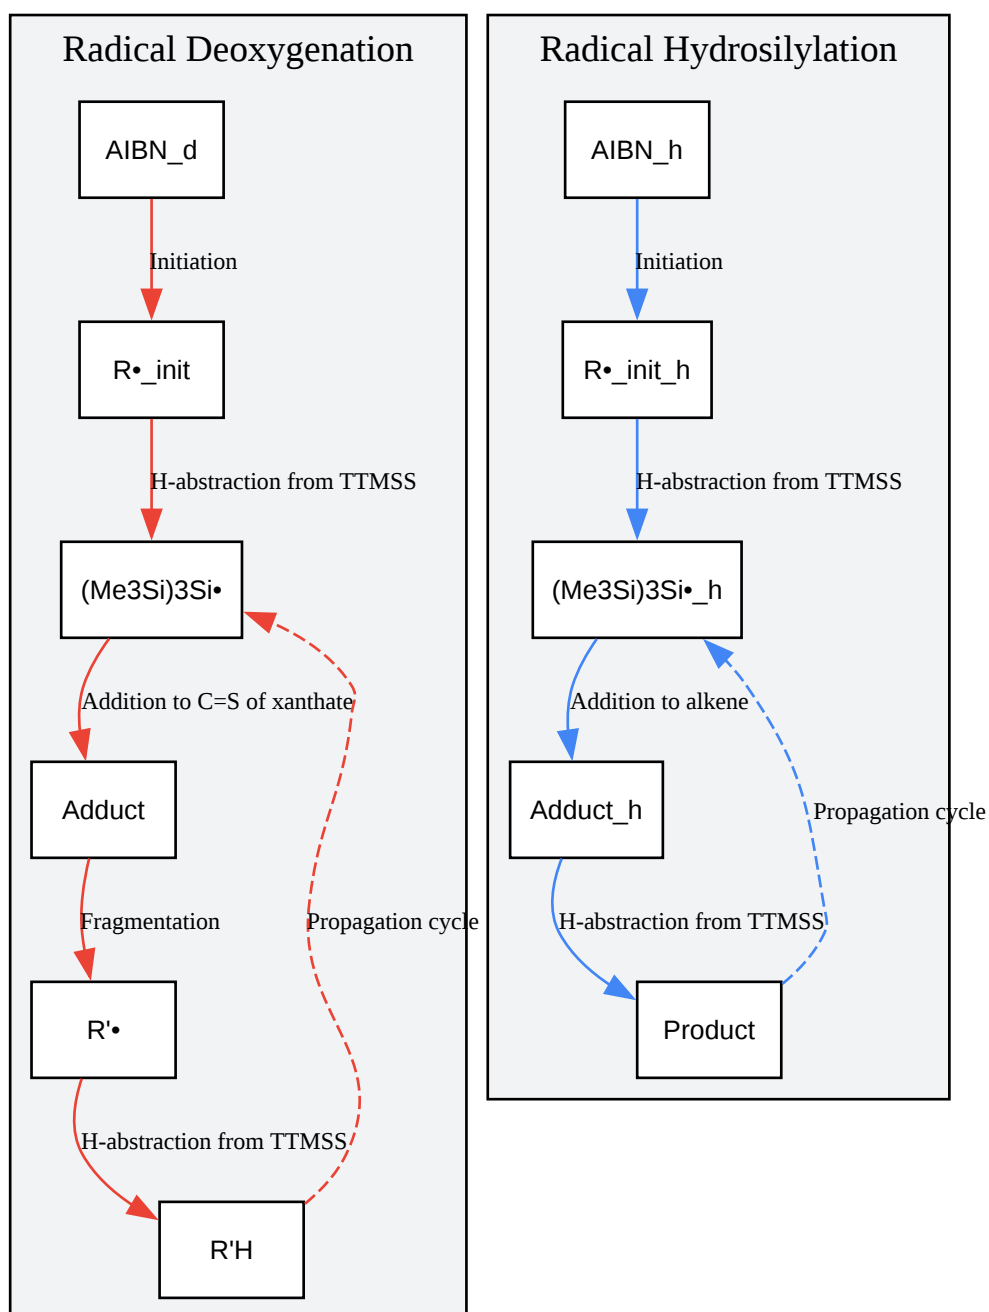 Radical Deoxygenation
AIBN_d
Initiation
R•_init
H-abstraction from TTMSS
(Me3Si)3Si•
Addition to C=S of xanthate
Adduct
Fragmentation
Propagation cycle
R'•
H-abstraction from TTMSS
R'H
Radical Hydrosilylation
AIBN_h
Initiation
R•_init_h
H-abstraction from TTMSS
(Me3Si)3Si•_h
Addition to alkene
Adduct_h
Propagation cycle
H-abstraction from TTMSS
Product